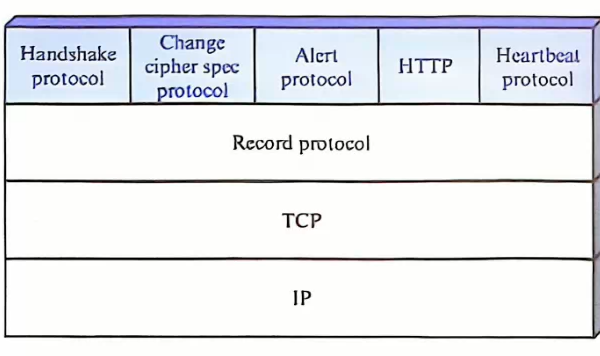 Handshake
protocol
Change
cipher spec
protocol
Alert
protocol
HTTP
Heartbeat
protocol
Record protocol
TCP
IP